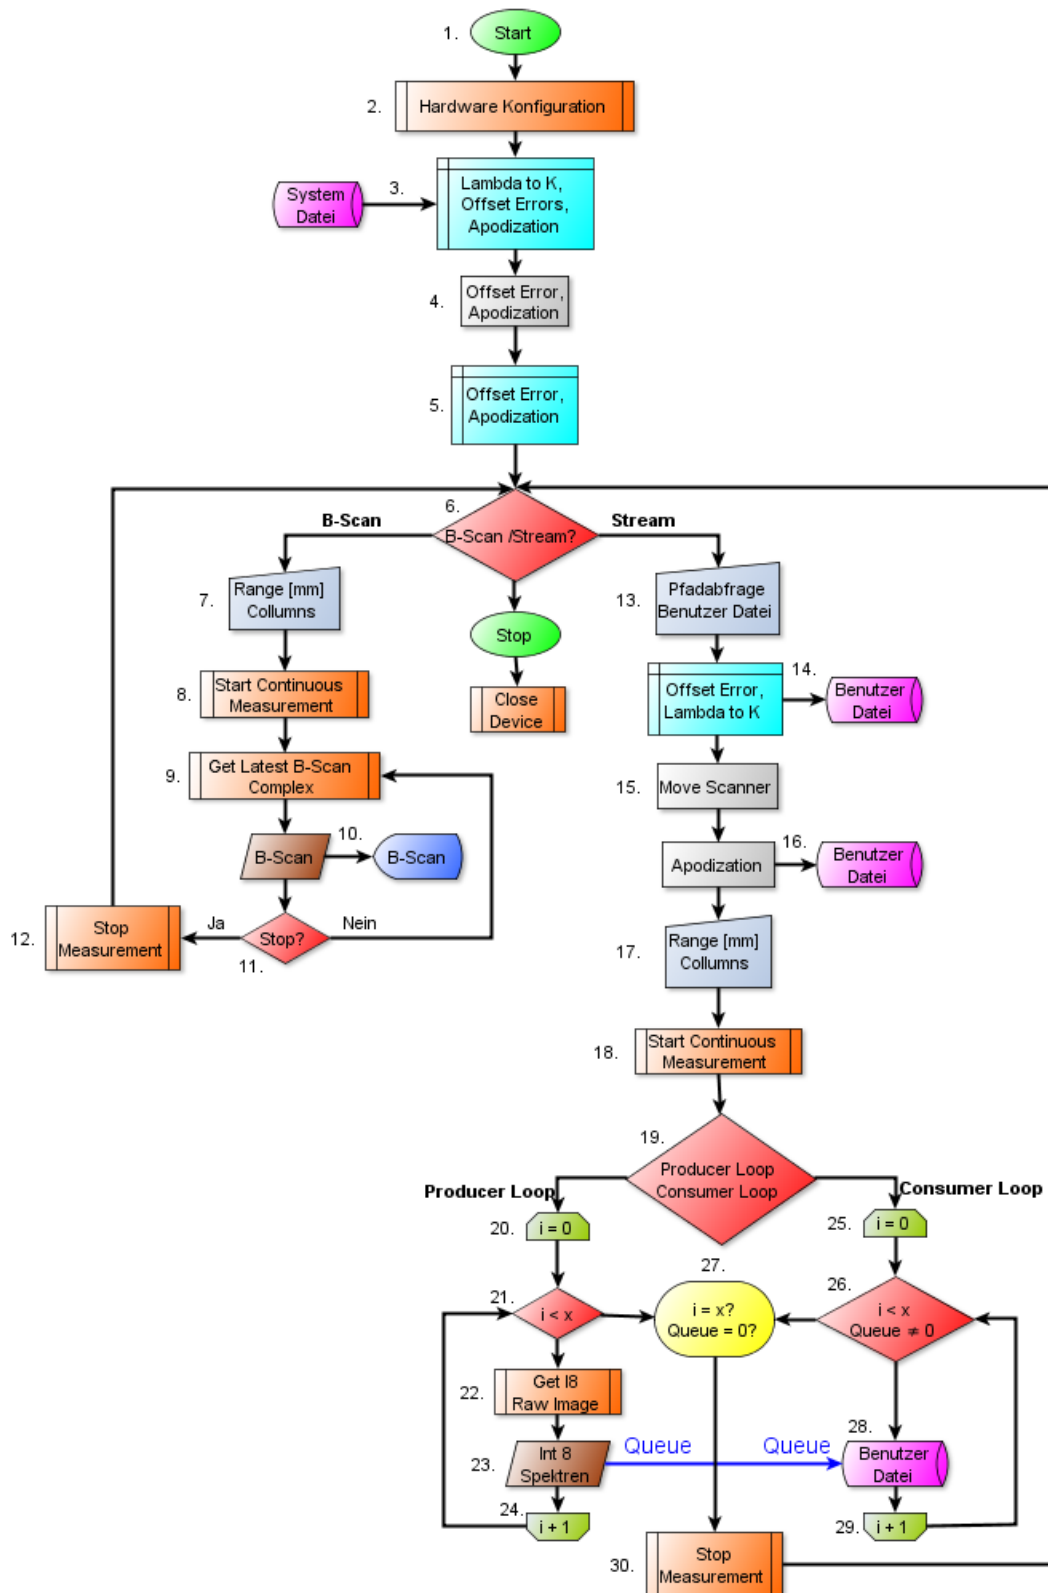 1.
Start
2.
Hardware Konfiguration
System
Datei
3.
Lambda to K,
Offset Errors,
Apodization
4.
Offset Error,
Apodization
5.
Offset Error,
Apodization
6.
B-Scan /Stream?
B-Scan
Stream
7.
Range [mm]
Collumns
8.
Start Continuous
Measurement
9.
Get Latest B-Scan
Complex
B-Scan
10.
B-Scan
11.
Stop?
Ja
Nein
12.
Stop
Measurement
Stop
Close
Device
13.
Pfadabfrage
Benutzer Datei
Offset Error,
Lambda to K
14.
Benutzer
Datei
15.
Move Scanner
Apodization
16.
Benutzer
Datei
17.
Range [mm]
Collumns
18.
Start Continuous
Measurement
19.
Producer Loop
Consumer Loop
Producer Loop
Consumer Loop
20.
i = 0
21.
i < x
22.
Get I8
Raw Image
23.
Int 8
Spektren
24.
i + 1
Queue
Queue
25.
i = 0
26.
i < x
Queue ≠ 0
27.
i = x?
Queue = 0?
28.
Benutzer
Datei
29.
i + 1
30.
Stop
Measurement